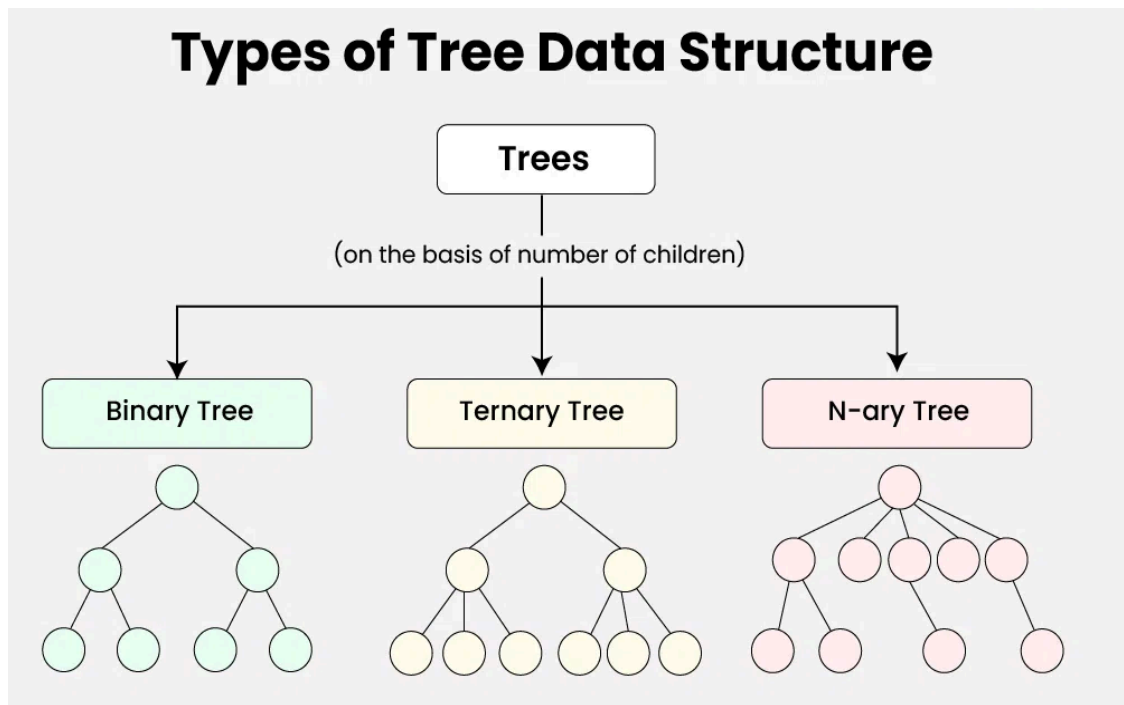 Types of Tree Data Structure
Trees
(on the basis of number of children)
Binary Tree
Ternary Tree
N-ary Tree